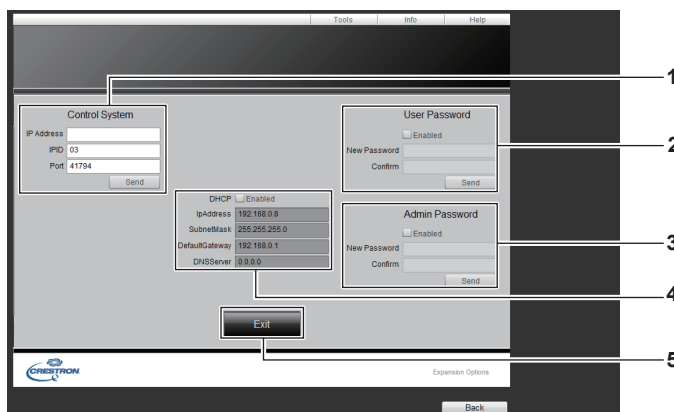 Tools Info Help
1
Control System
IP Address
IPID 03
Port 41794
Send
User Password
Enabled
New Password
Confirm
Send
2
DHCP Enabled
IpAddress 192.168.0.8
SubnetMask 255.255.255.0
DefaultGateway 192.168.0.1
DNSServer 0.0.0.0
Admin Password
Enabled
New Password
Confirm
Send
3
4
Exit
5
CRESTRON
Expansion Options
Back